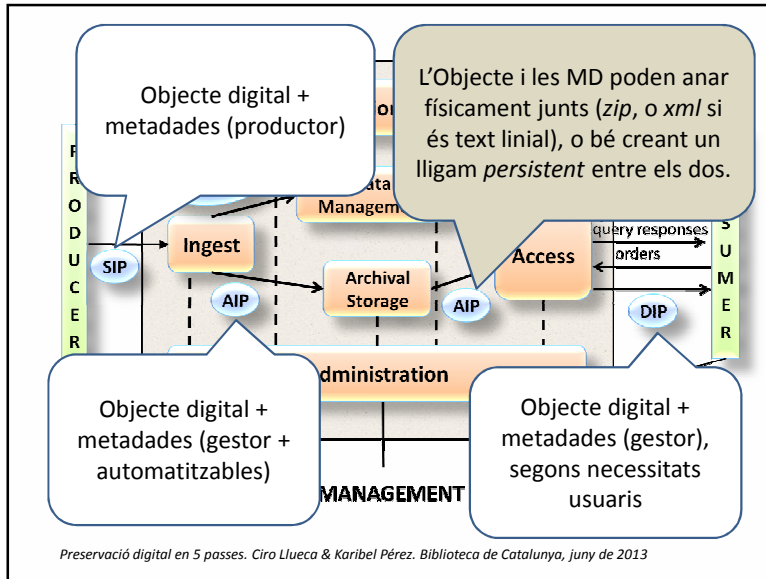 Objecte digital +
metadades (productor)
L’Objecte i les MD poden anar
físicament junts (zip, o xml si
és text linial), o bé creant un
lligam persistent entre els dos.
PRODUCER
SIP
Ingest
Management
Archival
Storage
AIP
AIP
Access
query responses
orders
SUMER
DIP
dministration
Objecte digital +
metadades (gestor +
automatitzables)
Objecte digital +
metadades (gestor),
segons necessitats
usuaris
MANAGEMENT
Preservació digital en 5 passes. Ciro Llueca & Karibel Pérez. Biblioteca de Catalunya, juny de 2013